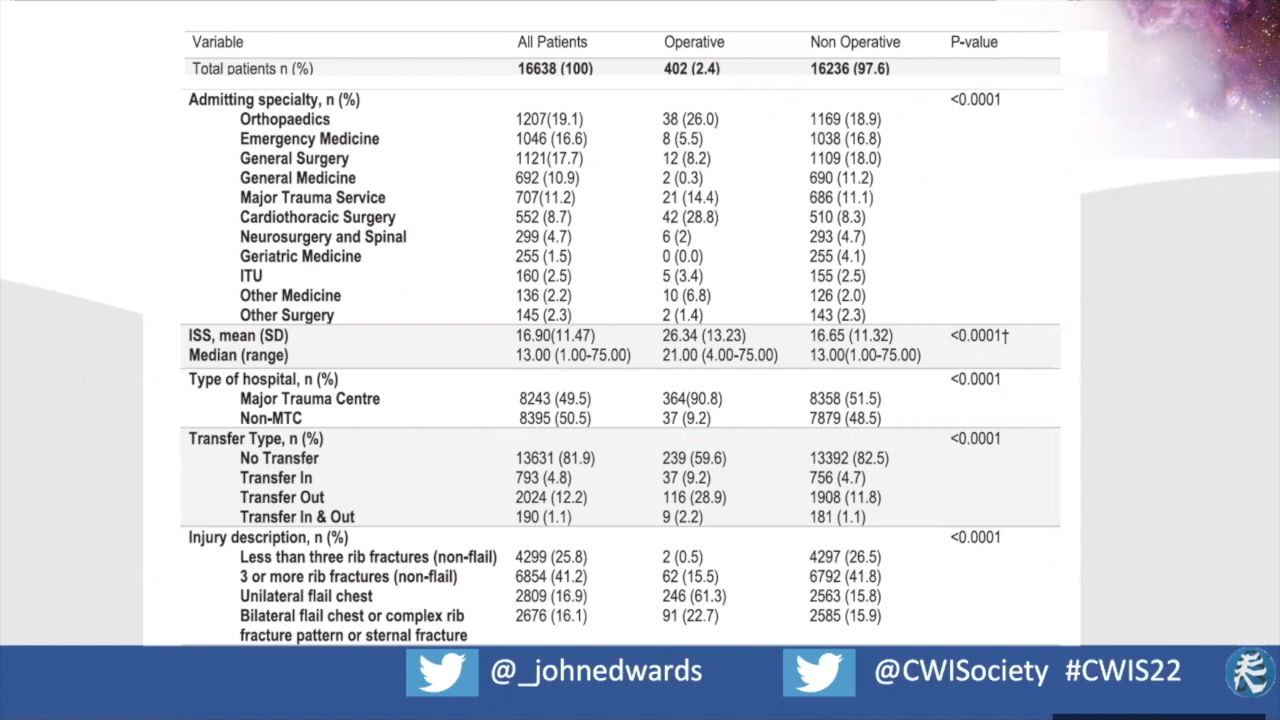 Variable All Patients Operative Non Operative P-value
Total patients n (%) 16638 (100) 402 (2.4) 16236 (97.6)
Admitting specialty, n (%) <0.0001
Orthopaedics 1207(19.1) 38 (26.0) 1169 (18.9)
Emergency Medicine 1046 (16.6) 8 (5.5) 1038 (16.8)
General Surgery 1121(17.7) 12 (8.2) 1109 (18.0)
General Medicine 692 (10.9) 2 (0.3) 690 (11.2)
Major Trauma Service 707(11.2) 21 (14.4) 686 (11.1)
Cardiothoracic Surgery 552 (8.7) 42 (28.8) 510 (8.3)
Neurosurgery and Spinal 299 (4.7) 6 (2) 293 (4.7)
Geriatric Medicine 255 (1.5) 0 (0.0) 255 (4.1)
ITU 160 (2.5) 5 (3.4) 155 (2.5)
Other Medicine 136 (2.2) 10 (6.8) 126 (2.0)
Other Surgery 145 (2.3) 2 (1.4) 143 (2.3)
ISS, mean (SD) 16.90(11.47) 26.34 (13.23) 16.65 (11.32) <0.0001†
Median (range) 13.00 (1.00-75.00) 21.00 (4.00-75.00) 13.00(1.00-75.00)
Type of hospital, n (%) <0.0001
Major Trauma Centre 8243 (49.5) 364(90.8) 8358 (51.5)
Non-MTC 8395 (50.5) 37 (9.2) 7879 (48.5)
Transfer Type, n (%) <0.0001
No Transfer 13631 (81.9) 239 (59.6) 13392 (82.5)
Transfer In 793 (4.8) 37 (9.2) 756 (4.7)
Transfer Out 2024 (12.2) 116 (28.9) 1908 (11.8)
Transfer In & Out 190 (1.1) 9 (2.2) 181 (1.1)
Injury description, n (%) <0.0001
Less than three rib fractures (non-flail) 4299 (25.8) 2 (0.5) 4297 (26.5)
3 or more rib fractures (non-flail) 6854 (41.2) 62 (15.5) 6792 (41.8)
Unilateral flail chest 2809 (16.9) 246 (61.3) 2563 (15.8)
Bilateral flail chest or complex rib 2676 (16.1) 91 (22.7) 2585 (15.9)
fracture pattern or sternal fracture
@_johnedwards @CWISociety #CWIS22